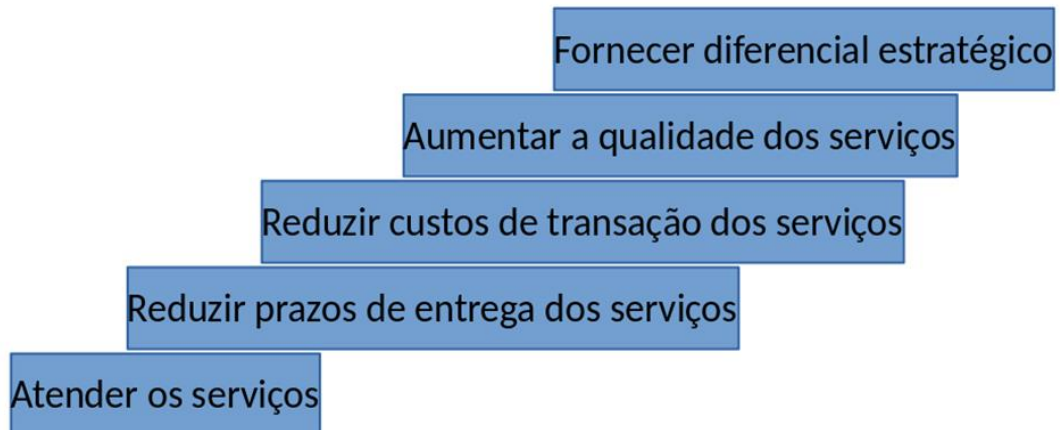 Fornecer diferencial estratégico
Aumentar a qualidade dos serviços
Reduzir custos de transação dos serviços
Reduzir prazos de entrega dos serviços
Atender os serviços